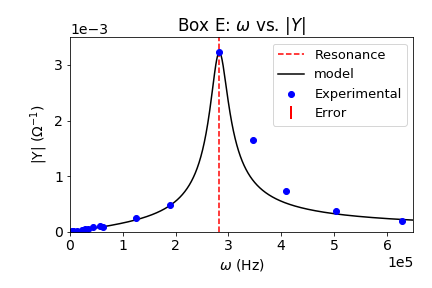 Box E: ω vs. |Y|
1e−3
Resonance
model
Experimental
Error
|Y| (Ω⁻¹)
3
2
1
0
0 1 2 3 4 5 6
1e5
ω (Hz)